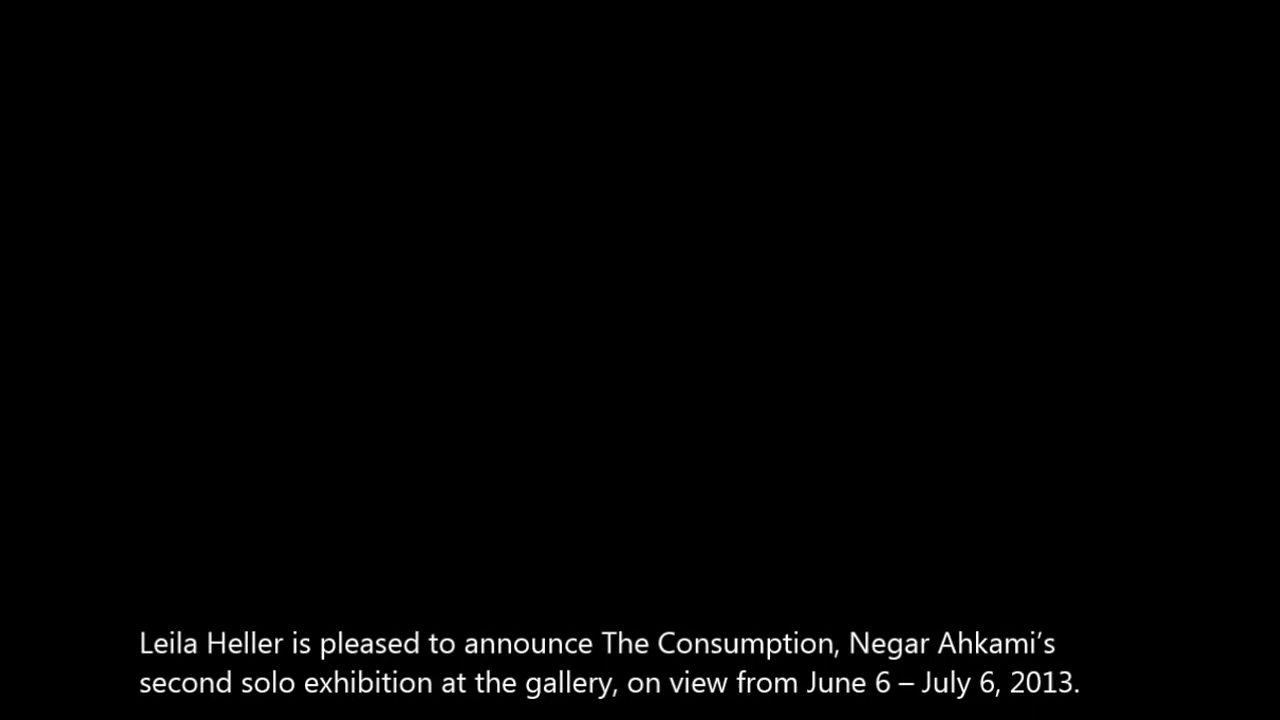 Leila Heller is pleased to announce The Consumption, Negar Ahkami’s
second solo exhibition at the gallery, on view from June 6 – July 6, 2013.